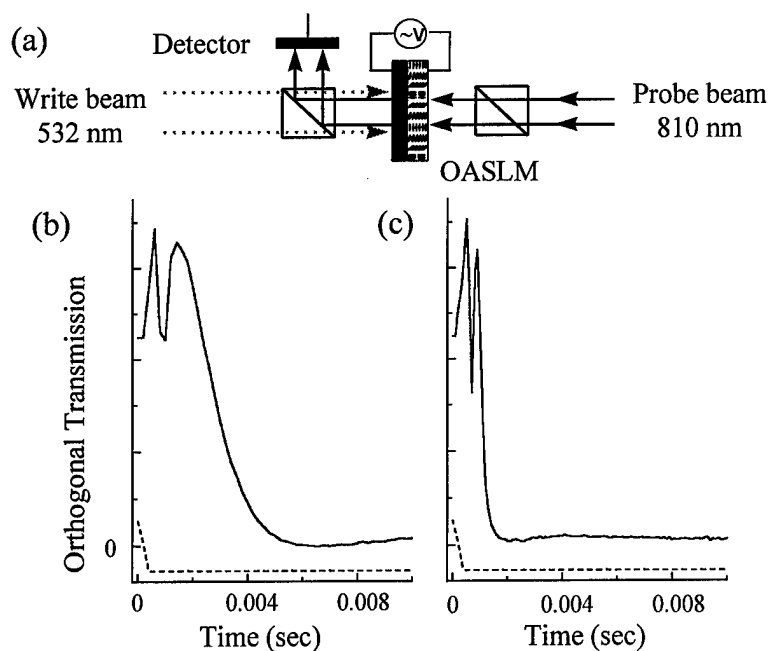 (a)
Detector
~V
Write beam
532 nm
Probe beam
810 nm
OASLM
(b)
(c)
Orthogonal Transmission
0
0
0.004
0.008
0
0.004
0.008
Time (sec)
Time (sec)